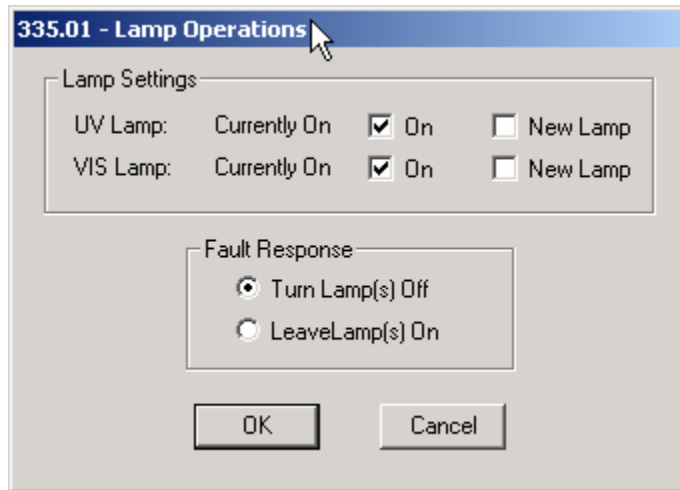 335.01 - Lamp Operations
Lamp Settings
UV Lamp: Currently On On New Lamp
VIS Lamp: Currently On On New Lamp
Fault Response
Turn Lamp(s) Off
LeaveLamp(s) On
OK Cancel